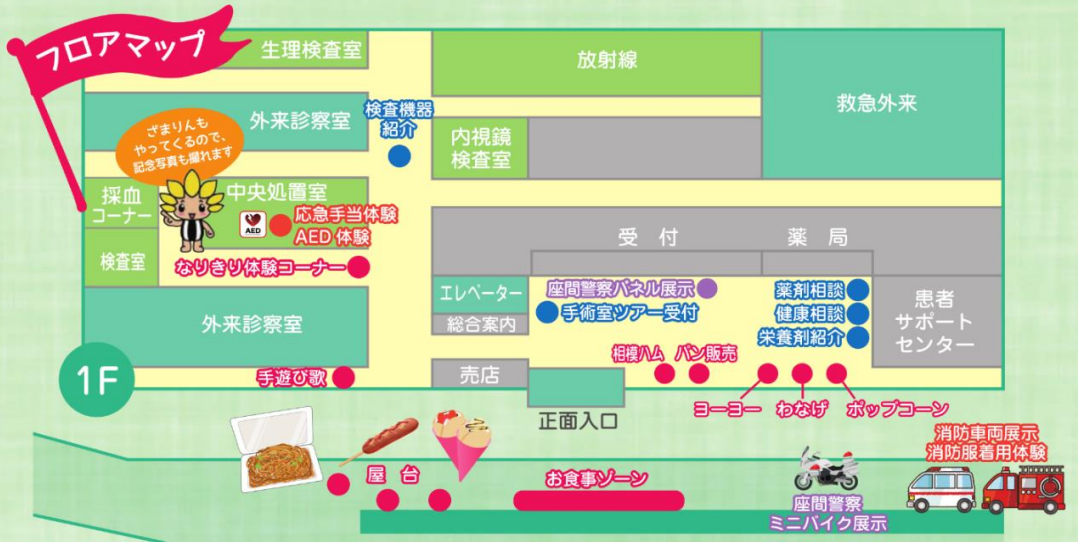 フロアマップ
生理検査室
放射線
救急外来
外来診察室
検査機器
紹介
内視鏡
検査室
ざまりんも
やってくるので、
記念写真も撮れます
採血
コーナー
中央処置室
AED
応急手当体験
AED体験
検査室
なりきり体験コーナー
受付
薬局
エレベーター
総合案内
座間警察パネル展示
手術室ツアー受付
薬剤相談
健康相談
栄養剤紹介
患者
サポート
センター
外来診察室
1F
手遊び歌
売店
正面入口
相模ハム
パン販売
ヨーヨー
わなげ
ポップコーン
屋台
お食事ゾーン
座間警察
ミニバイク展示
消防車両展示
消防服着用体験